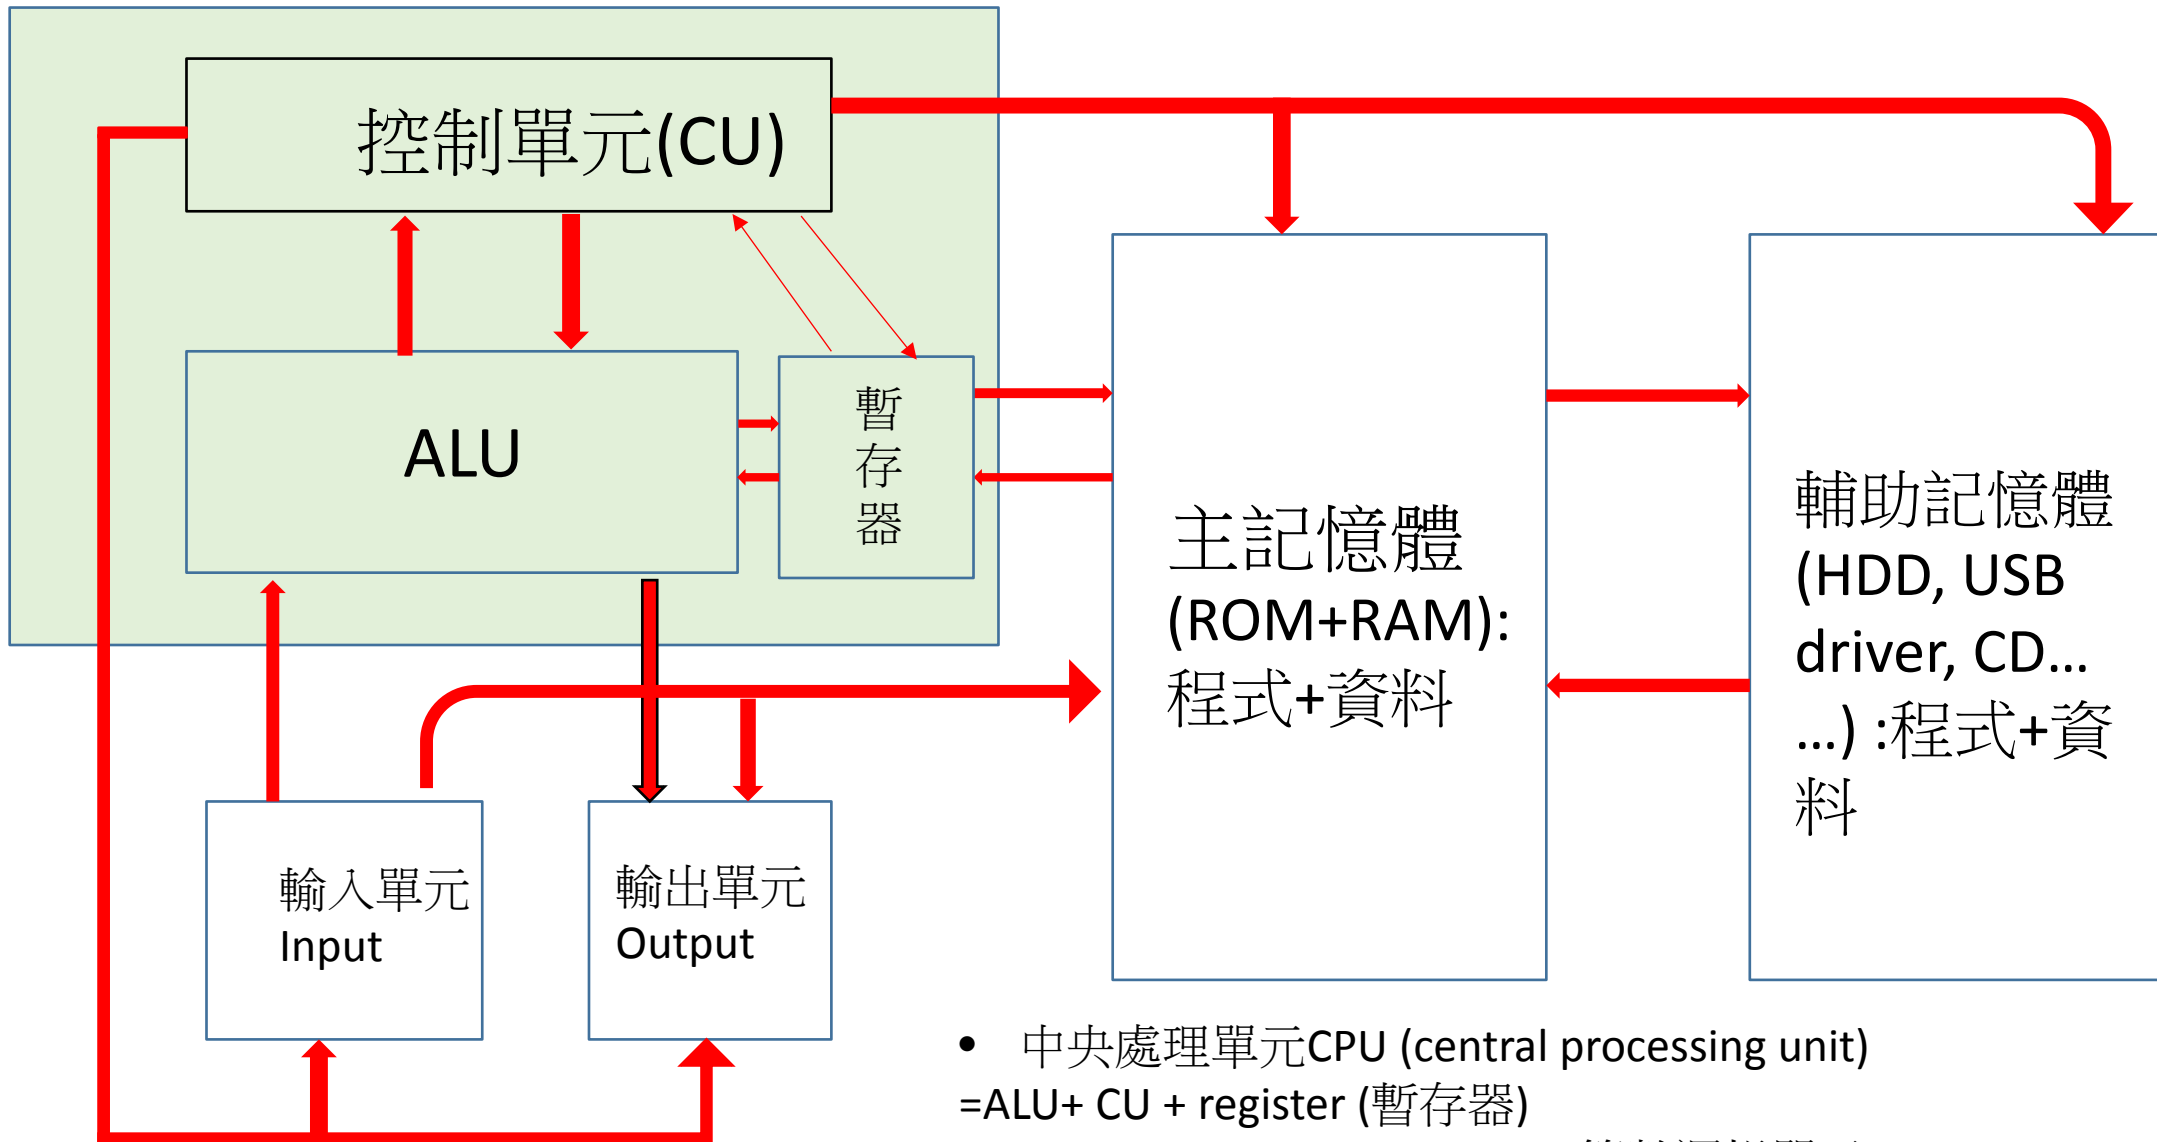 控制單元(CU)
ALU
暫
存
器
主記憶體
(ROM+RAM):
程式+資料
輔助記憶體
(HDD, USB
driver, CD…
…) :程式+資
料
輸入單元
Input
輸出單元
Output
• 中央處理單元CPU (central processing unit)
=ALU+ CU + register (暫存器)